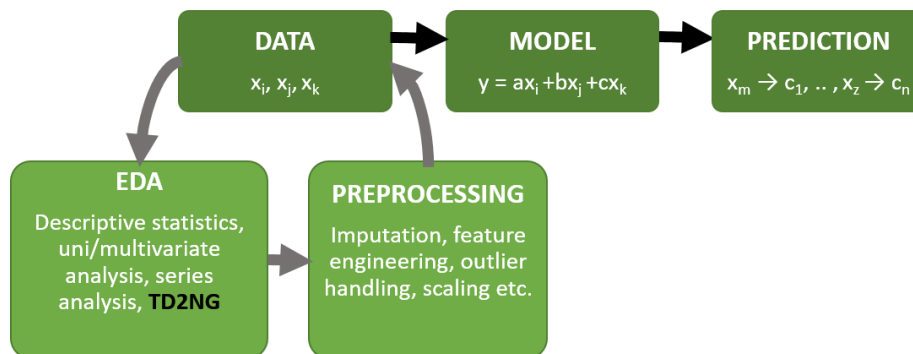 DATA
xᵢ, xⱼ, xₖ
MODEL
y = axᵢ +bxⱼ +cxₖ
PREDICTION
xₘ → c₁, .. , x_z → cₙ
EDA
Descriptive statistics,
uni/multivariate
analysis, series
analysis, TD2NG
PREPROCESSING
Imputation, feature
engineering, outlier
handling, scaling etc.